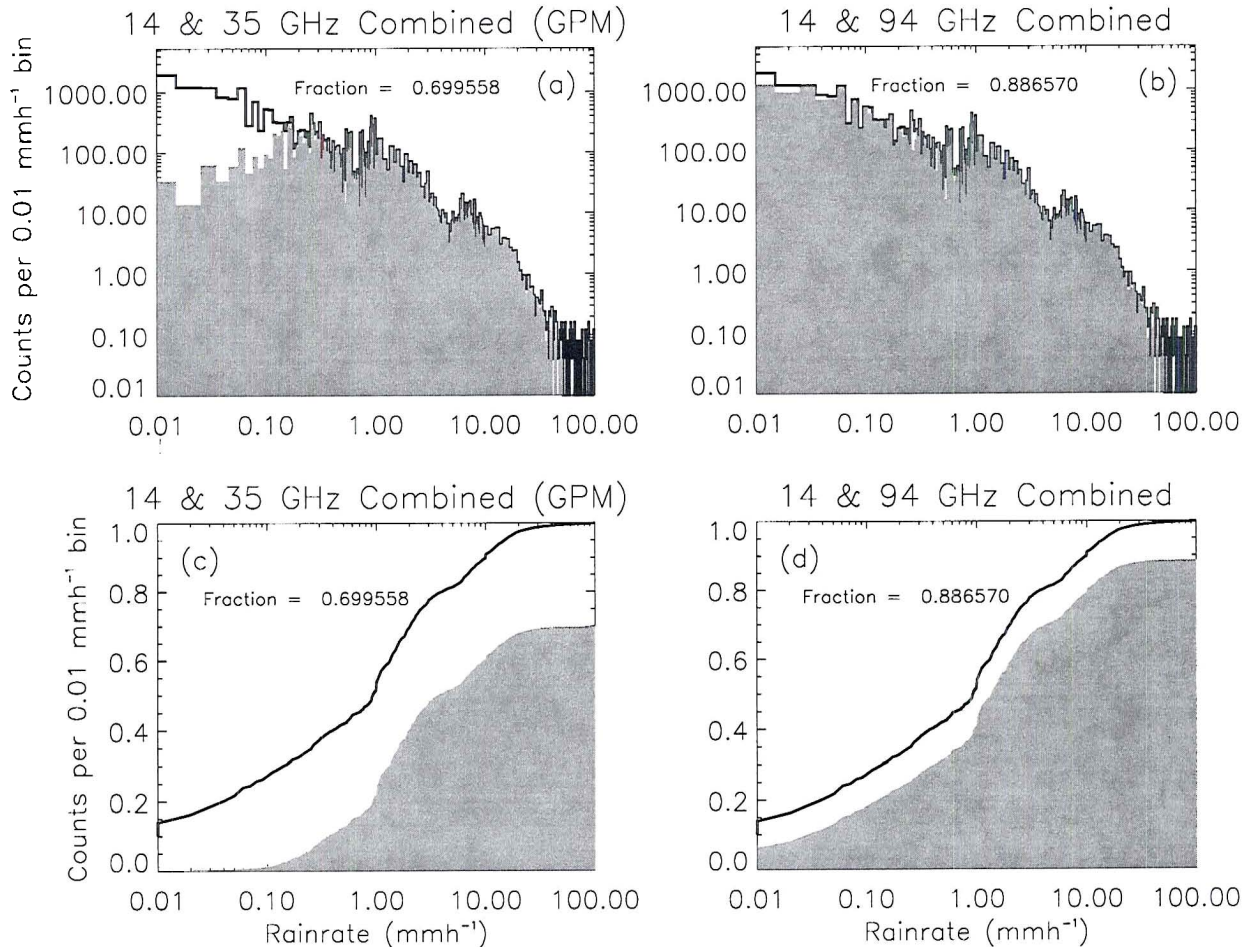 14 & 35 GHz Combined (GPM)
Counts per 0.01 mmh⁻¹ bin
1000.00
100.00
10.00
1.00
0.10
0.01
Fraction = 0.699558
(a)
0.01 0.10 1.00 10.00 100.00
14 & 94 GHz Combined
1000.00
100.00
10.00
1.00
0.10
0.01
Fraction = 0.886570
(b)
0.01 0.10 1.00 10.00 100.00
14 & 35 GHz Combined (GPM)
Counts per 0.01 mmh⁻¹ bin
1.0
0.8
0.6
0.4
0.2
0.0
(c)
Fraction = 0.699558
0.01 0.10 1.00 10.00 100.00
Rainrate (mmh⁻¹)
14 & 94 GHz Combined
1.0
0.8
0.6
0.4
0.2
0.0
(d)
Fraction = 0.886570
0.01 0.10 1.00 10.00 100.00
Rainrate (mmh⁻¹)